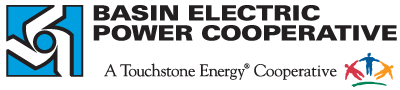 BASIN ELECTRIC
POWER COOPERATIVE
A Touchstone Energy® Cooperative